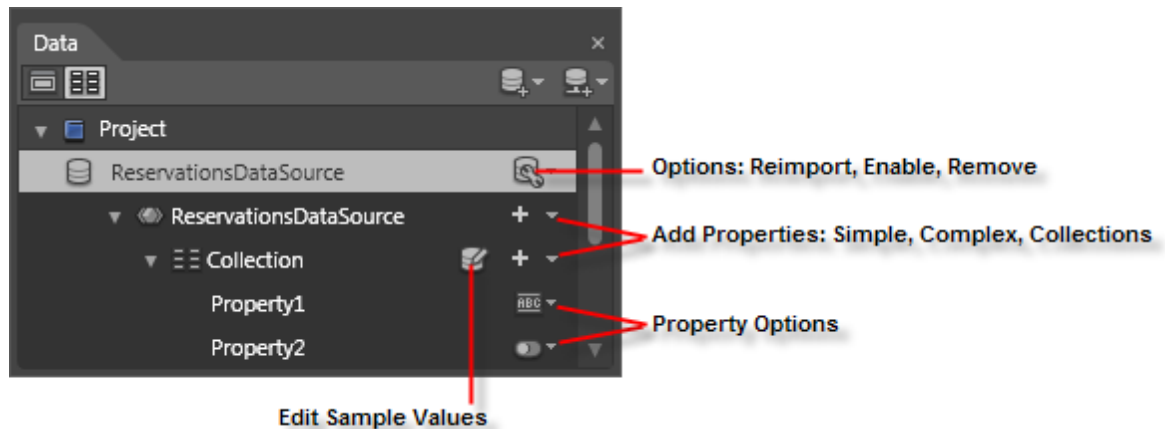 Data
Project
ReservationsDataSource
Options: Reimport, Enable, Remove
ReservationsDataSource
Add Properties: Simple, Complex, Collections
Collection
Property1
ABC
Property Options
Property2
Edit Sample Values